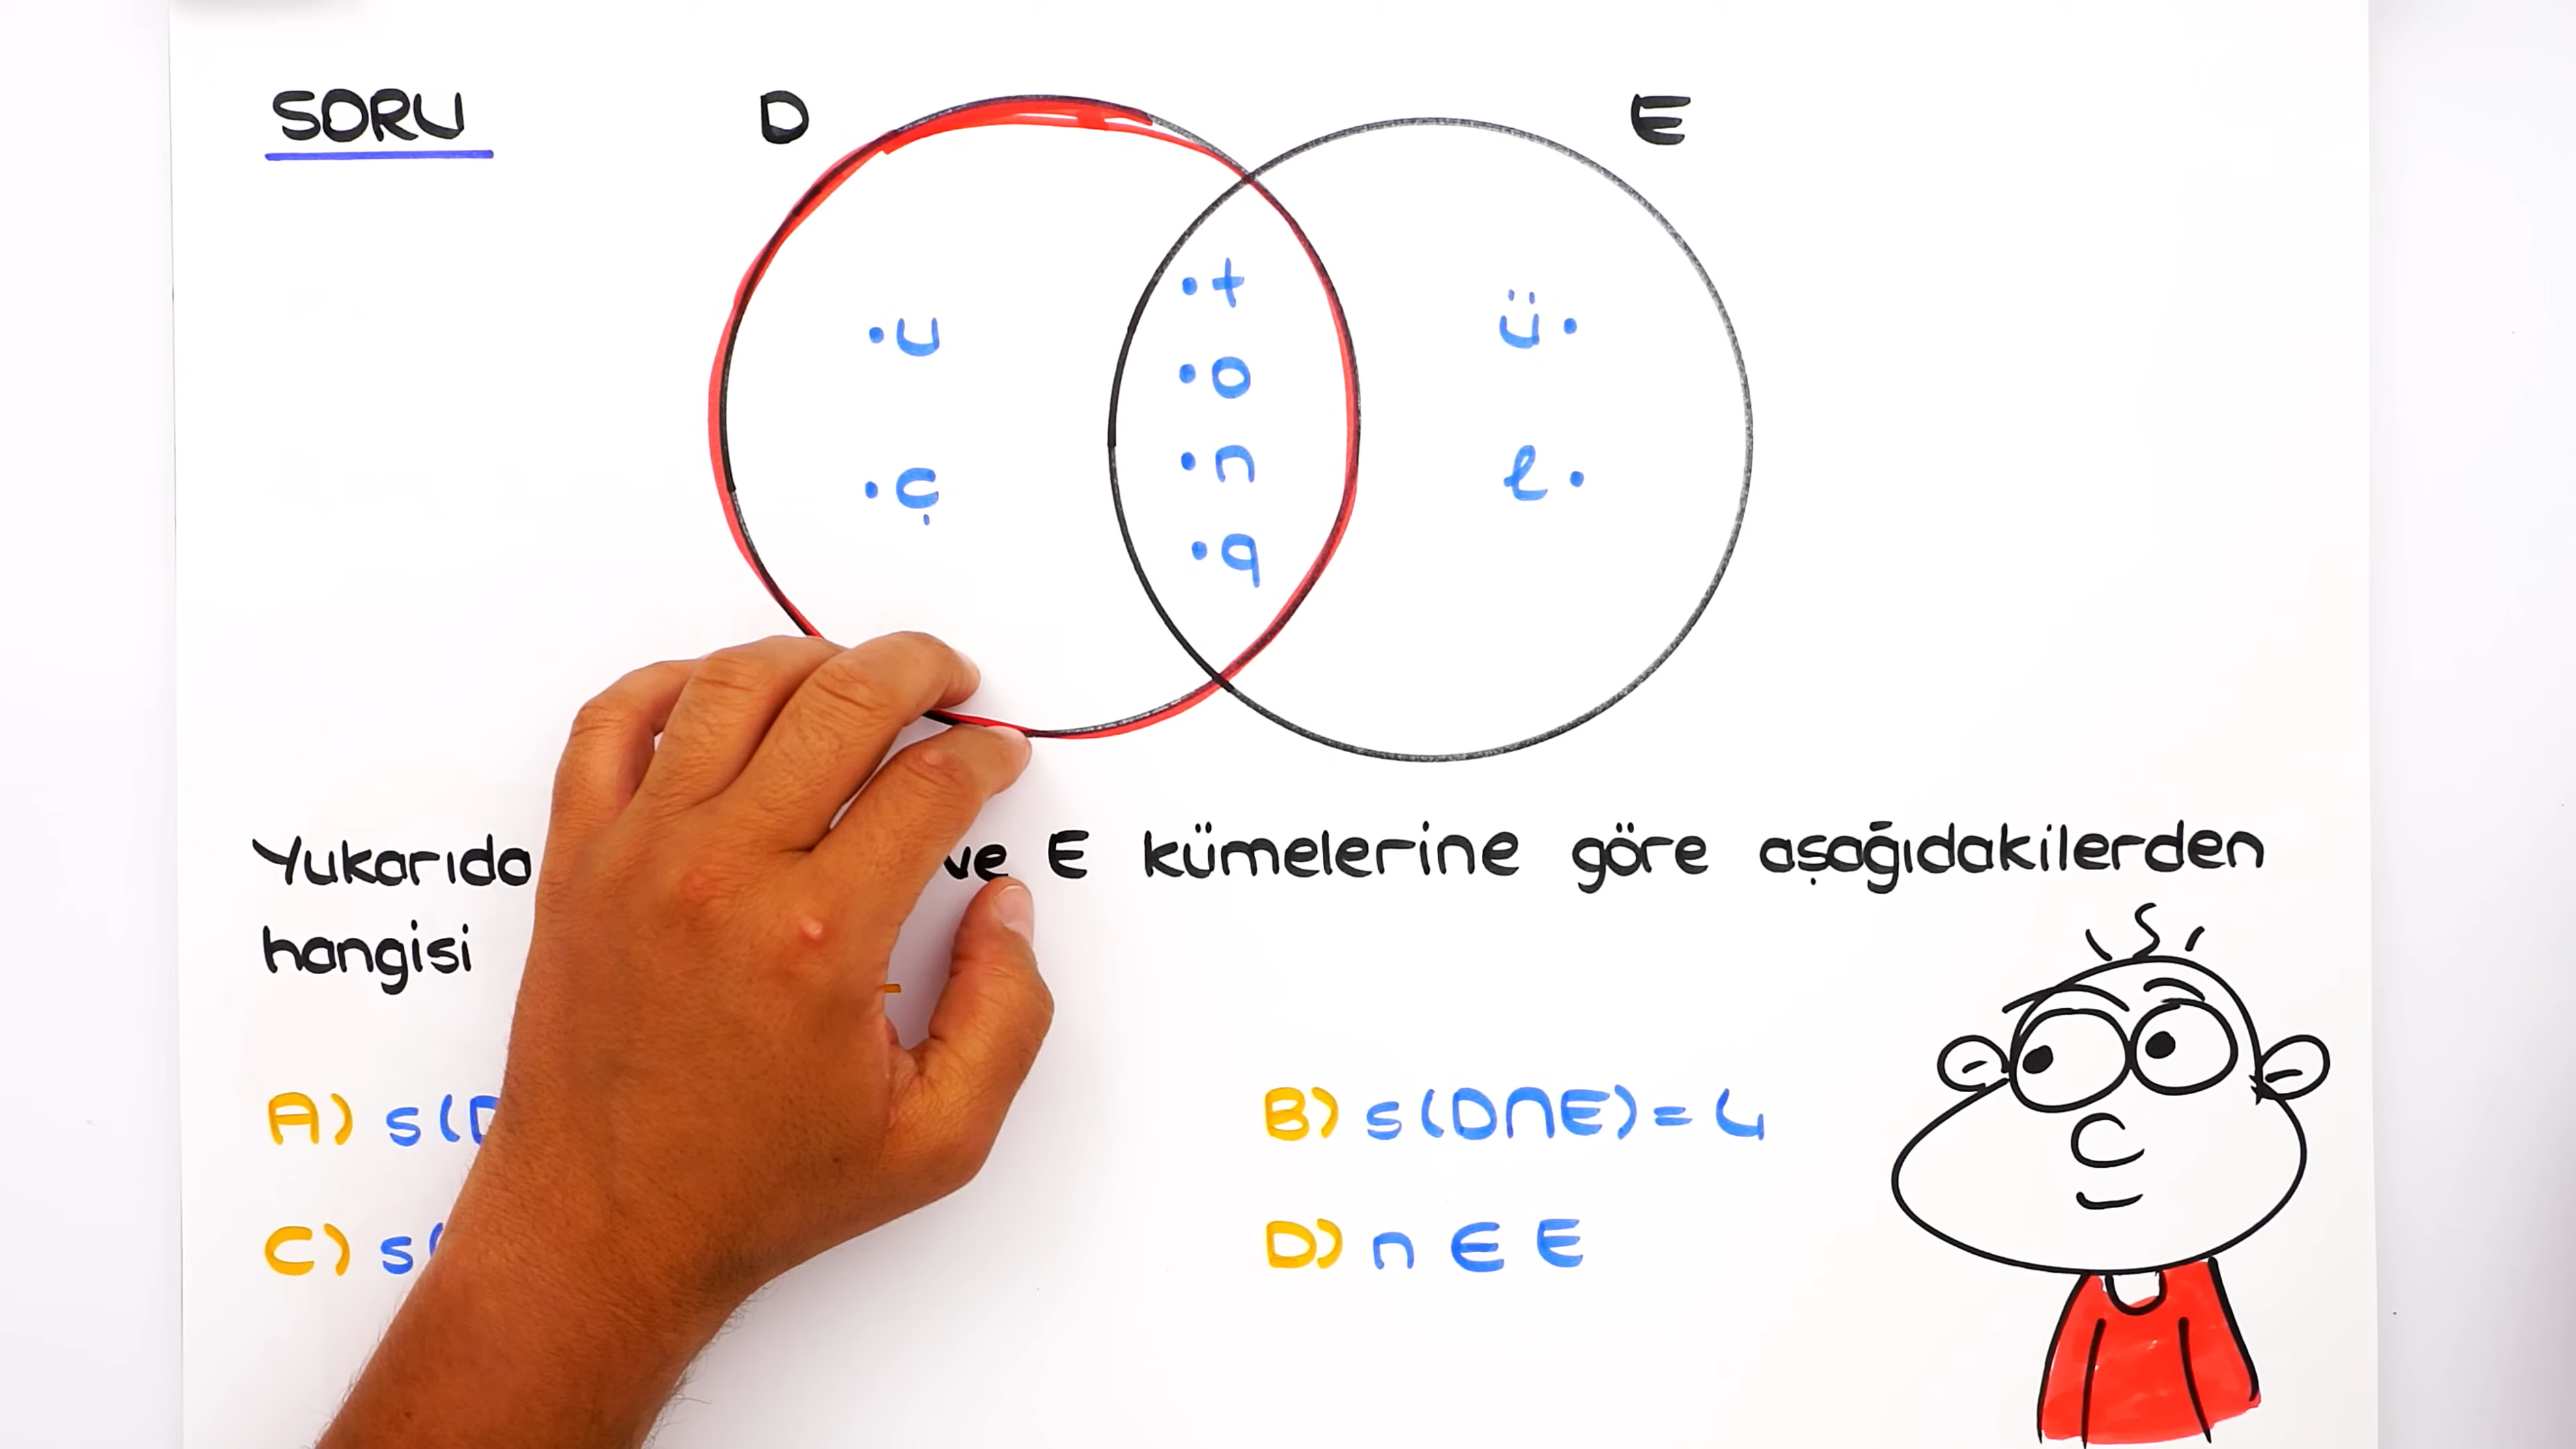 SORU
D E
• t
• u ü •
• o
• n
• ç l •
• q
Yukarıda ve E kümelerine göre aşağıdakilerden
hangisi
A) s(D B) s(D∩E) = 4
C) s( D) n ∈ E